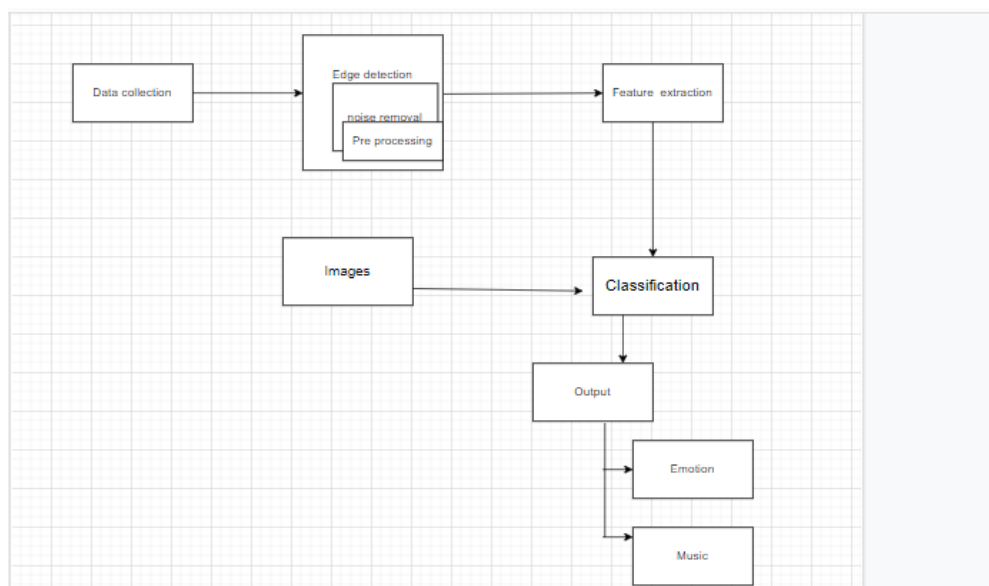 Data collection
Edge detection
noise removal
Pre processing
Feature extraction
Images
Classification
Output
Emotion
Music